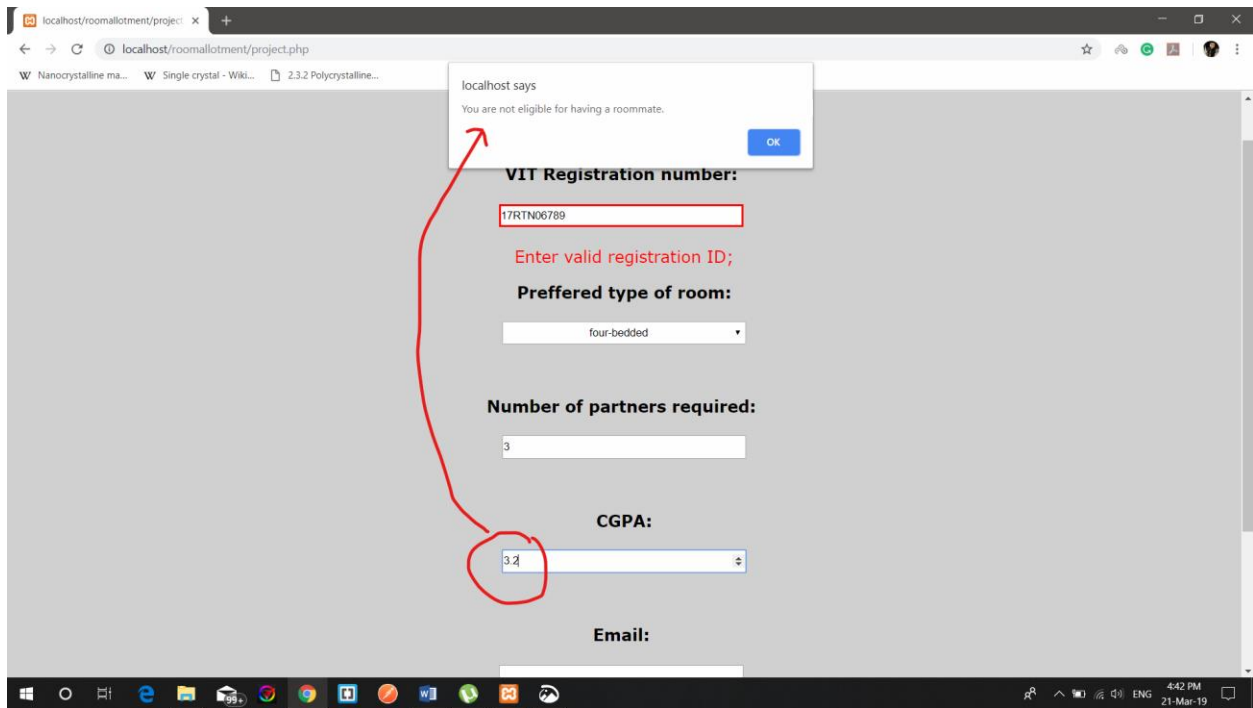 localhost/roomallotment/project
localhost/roomallotment/project.php
Nanocrystalline ma...
Single crystal - Wiki...
2.3.2 Polycrystalline...
localhost says
You are not eligible for having a roommate.
OK
VIT Registration number:
17RTN06789
Enter valid registration ID;
Preffered type of room:
four-bedded
Number of partners required:
3
CGPA:
3.2
Email:
99+
ENG
4:42 PM
21-Mar-19